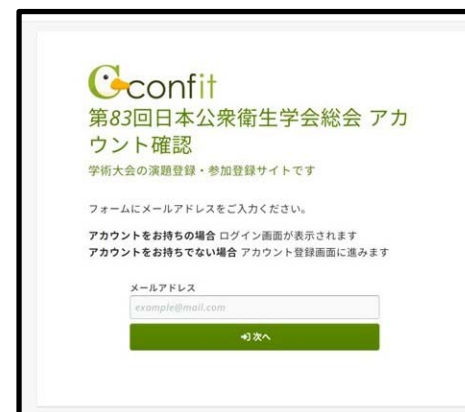 confit
第83回日本公衆衛生学会総会 アカ
ウント確認
学術大会の演題登録・参加登録サイトです
フォームにメールアドレスをご入力ください。
アカウントをお持ちの場合 ログイン画面が表示されます
アカウントをお持ちでない場合 アカウント登録画面に進みます
メールアドレス
example@mail.com
次へ